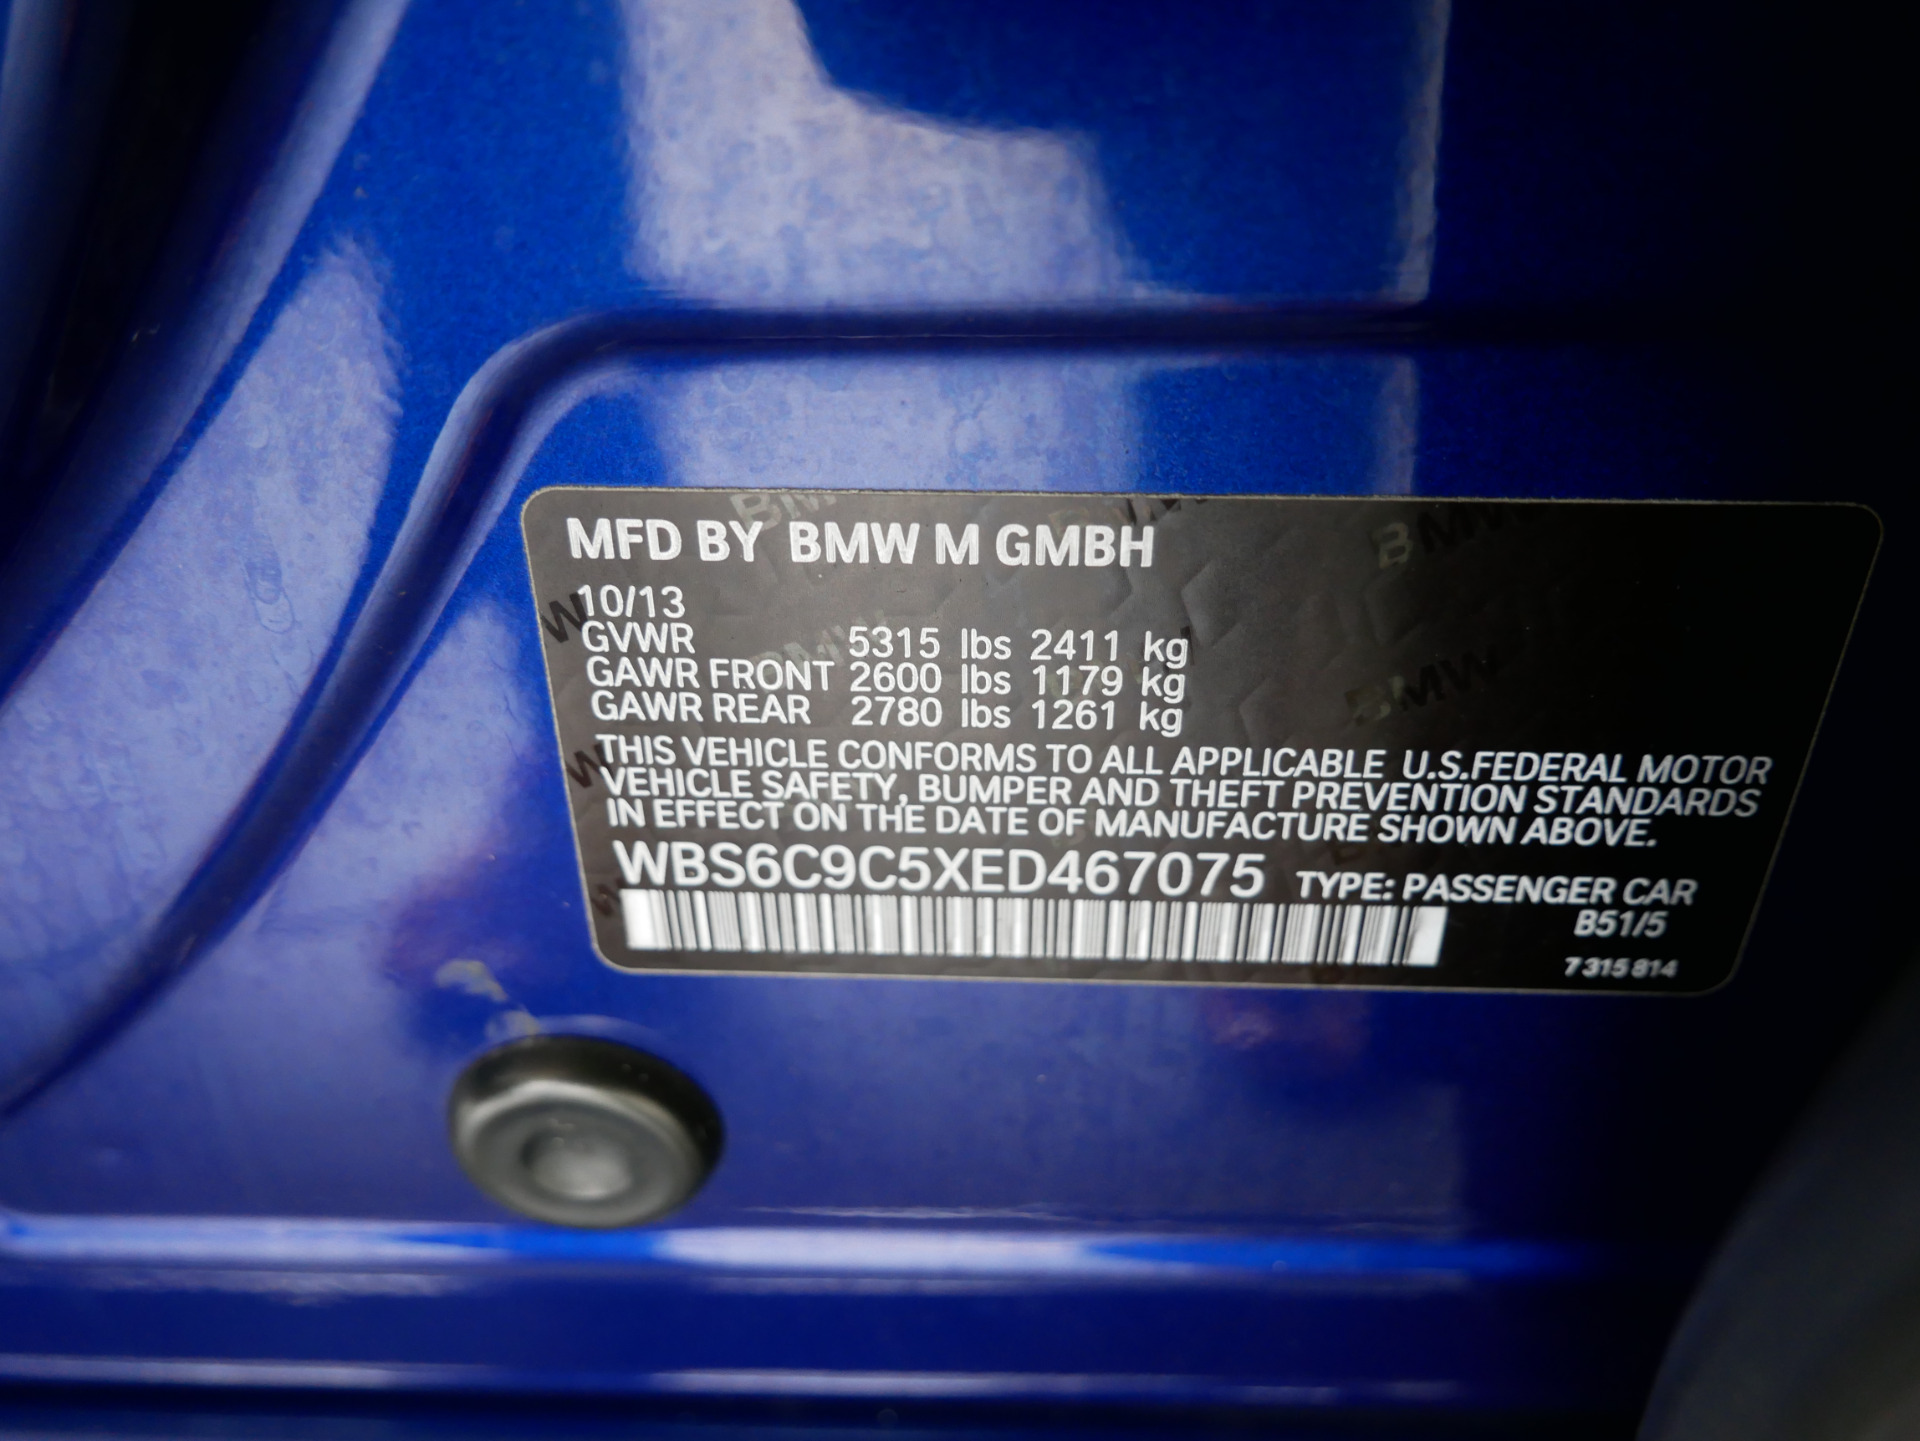 MFD BY BMW M GMBH
10/13
GVWR 5315 lbs 2411 kg
GAWR FRONT 2600 lbs 1179 kg
GAWR REAR 2780 lbs 1261 kg
THIS VEHICLE CONFORMS TO ALL APPLICABLE U.S.FEDERAL MOTOR
VEHICLE SAFETY, BUMPER AND THEFT PREVENTION STANDARDS
IN EFFECT ON THE DATE OF MANUFACTURE SHOWN ABOVE.
WBS6C9C5XED467075 TYPE: PASSENGER CAR
B51/5
7 315 814